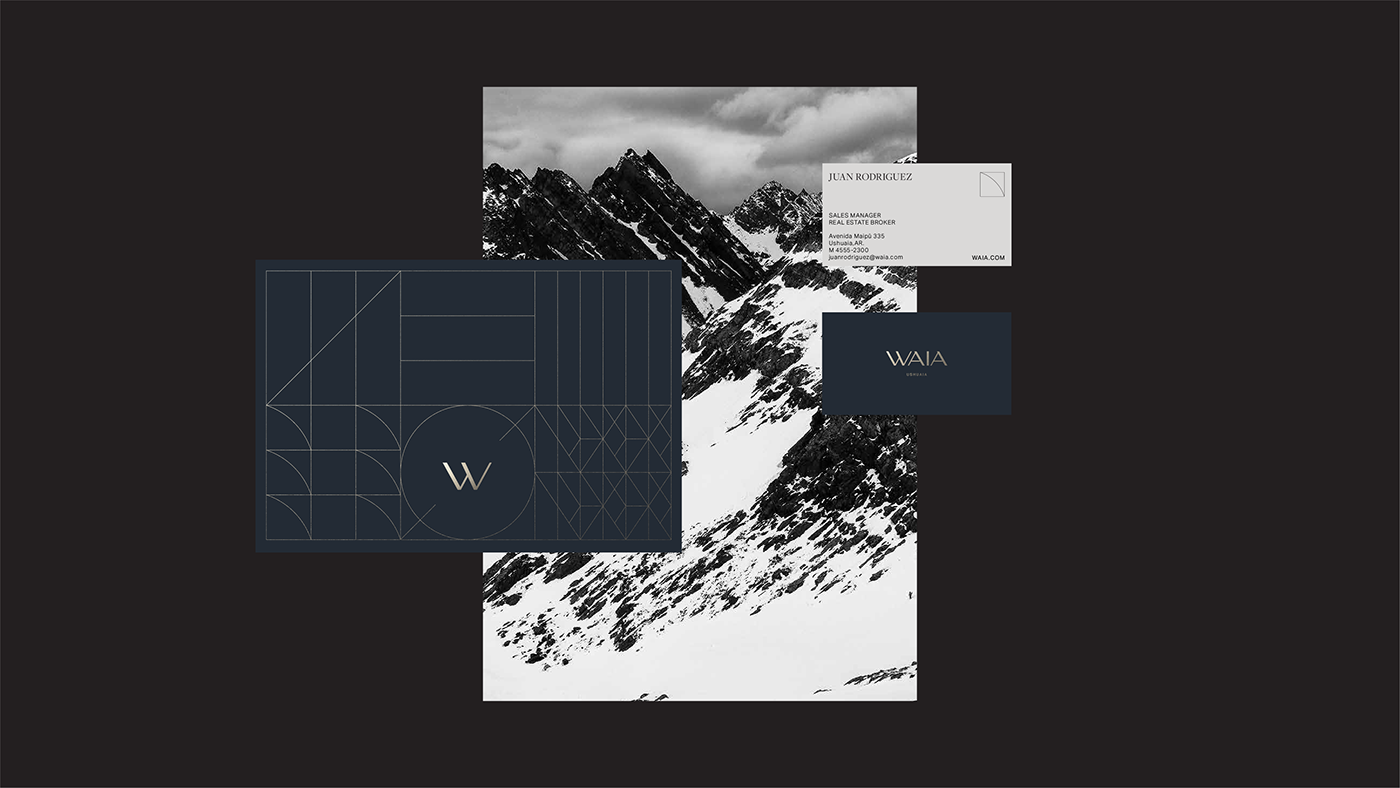 JUAN RODRIGUEZ
SALES MANAGER
REAL ESTATE BROKER
Avenida Maipú 335
Ushuaia,AR.
M 4555-2300
juanrodriguez@waia.com
WAIA.COM
W
WAIA
USHUAIA